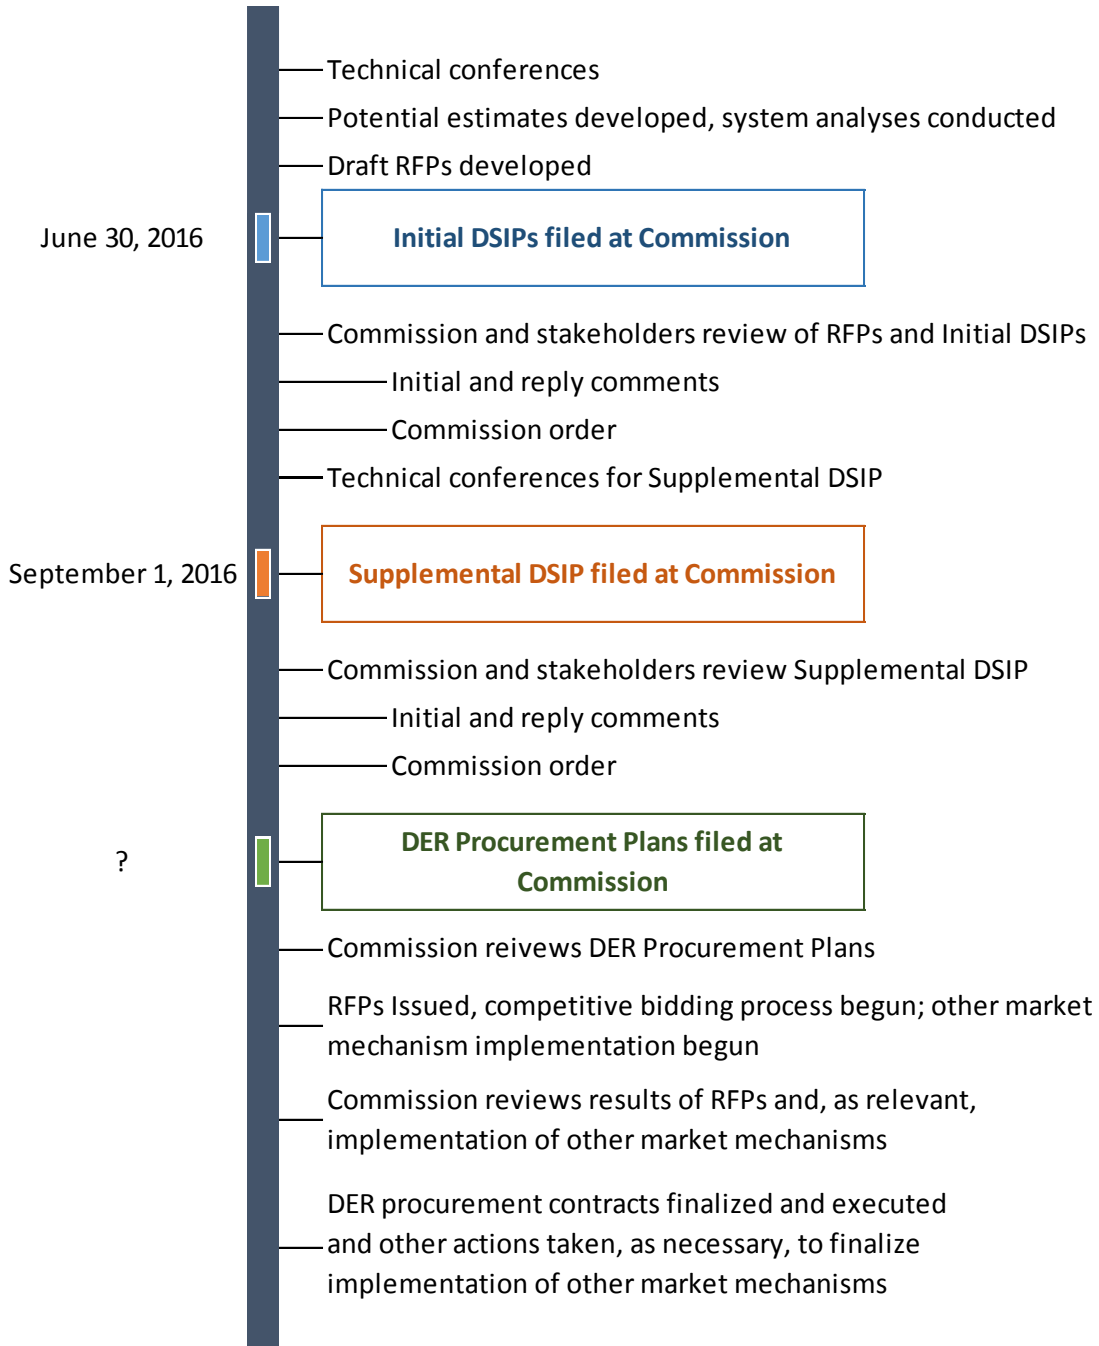 Technical conferences
Potential estimates developed, system analyses conducted
Draft RFPs developed
June 30, 2016
Initial DSIPs filed at Commission
Commission and stakeholders review of RFPs and Initial DSIPs
Initial and reply comments
Commission order
Technical conferences for Supplemental DSIP
September 1, 2016
Supplemental DSIP filed at Commission
Commission and stakeholders review Supplemental DSIP
Initial and reply comments
Commission order
?
DER Procurement Plans filed at
Commission
Commission reivews DER Procurement Plans
RFPs Issued, competitive bidding process begun; other market
mechanism implementation begun
Commission reviews results of RFPs and, as relevant,
implementation of other market mechanisms
DER procurement contracts finalized and executed
and other actions taken, as necessary, to finalize
implementation of other market mechanisms